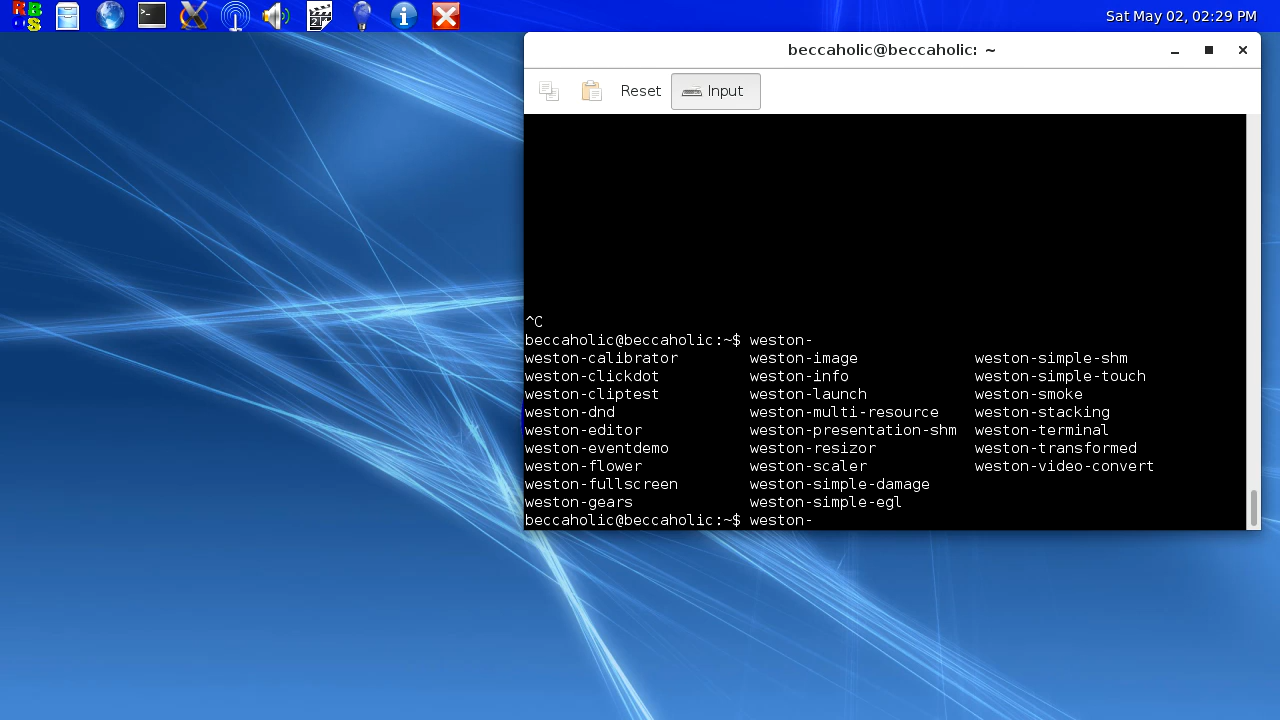 RB
OS
2
Sat May 02, 02:29 PM
beccaholic@beccaholic: ~
Reset
Input
^C
beccaholic@beccaholic:~$ weston-
weston-calibrator weston-image weston-simple-shm
weston-clickdot weston-info weston-simple-touch
weston-cliptest weston-launch weston-smoke
weston-dnd weston-multi-resource weston-stacking
weston-editor weston-presentation-shm weston-terminal
weston-eventdemo weston-resizor weston-transformed
weston-flower weston-scaler weston-video-convert
weston-fullscreen weston-simple-damage
weston-gears weston-simple-egl
beccaholic@beccaholic:~$ weston-